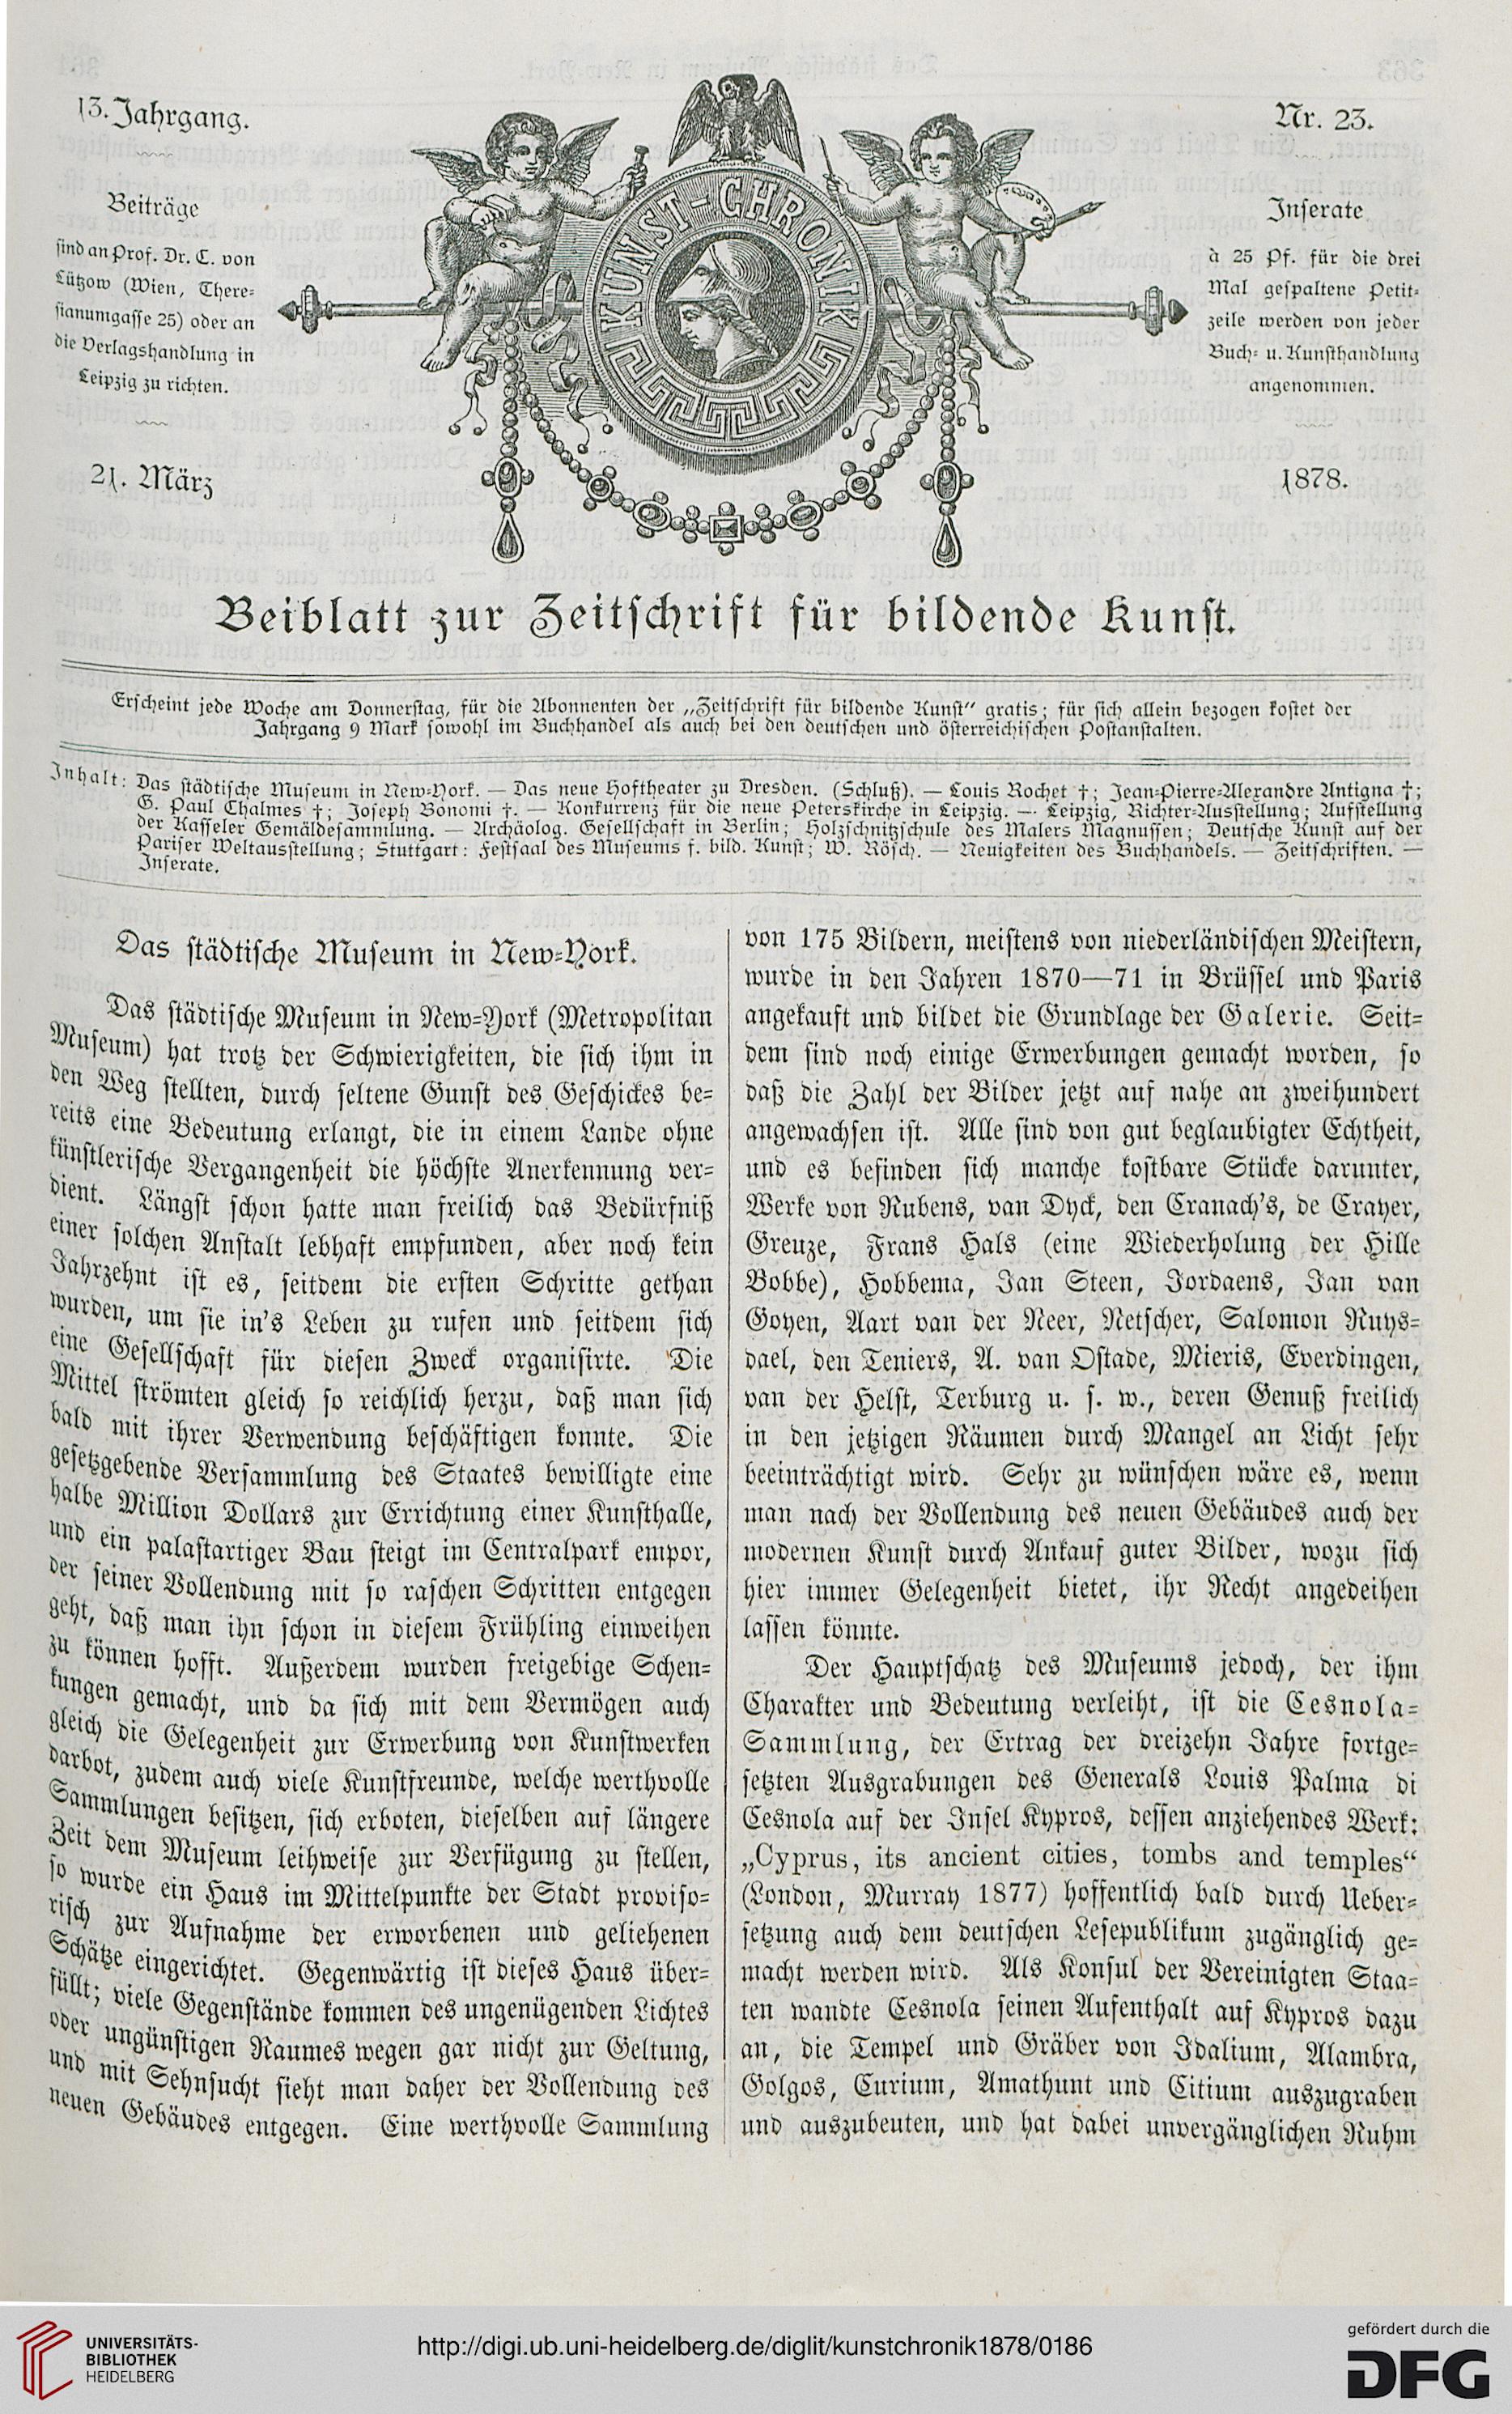 13. Jahrgang.
Beiträge
sind an Prof. Dr. C. von
Lützow (Wien, There-
sianumgasse 25) oder an
die Verlagshandlung in
Leipzig zu richten.
21. März
KUNST-CHRONIK
Nr. 23.
Inserate
à 25 Pf. für die drei
Mal gespaltene Petit-
zeile werden von jeder
Buch- u. Kunsthandlung
angenommen.
1878.
Beiblatt zur Zeitschrift für bildende Kunst.
Erscheint jede Woche am Donnerstag, für die Abonnenten der „Zeitschrift für bildende Kunst“ gratis; für sich allein bezogen kostet der
Jahrgang 9 Mark sowohl im Buchhandel als auch bei den deutschen und österreichischen Postanstalten.
Inhalt: Das städtische Museum in New-York. — Das neue Hoftheater zu Dresden. (Schluß). — Louis Rochet †; Jean-Pierre-Alexandre Antigna †;
G. Paul Chalmes †; Joseph Bonomi †. — Konkurrenz für die neue Peterskirche in Leipzig. — Leipzig, Richter-Ausstellung; Aufstellung
der Kasseler Gemäldesammlung. — Archäolog. Gesellschaft in Berlin; Holzschnitzschule des Malers Magnussen; Deutsche Kunst auf der
Pariser Weltausstellung; Stuttgart: Festsaal des Museums f. bild. Kunst; W. Rösch. — Neuigkeiten des Buchhandels. — Zeitschriften. —
Inserate.
Das städtische Museum in New-York.
Das städtische Museum in New-York (Metropolitan
Museum) hat trotz der Schwierigkeiten, die sich ihm in
den Weg stellten, durch seltene Gunst des Geschickes be-
reits eine Bedeutung erlangt, die in einem Lande ohne
künstlerische Vergangenheit die höchste Anerkennung ver-
dient. Längst schon hatte man freilich das Bedürfniß
einer solchen Anstalt lebhaft empfunden, aber noch kein
Jahrzehnt ist es, seitdem die ersten Schritte gethan
wurden, um sie in's Leben zu rufen und seitdem sich
eine Gesellschaft für diesen Zweck organisirte. Die
Mittel strömten gleich so reichlich herzu, daß man sich
bald mit ihrer Verwendung beschäftigen konnte. Die
gesetzgebende Versammlung des Staates bewilligte eine
halbe Million Dollars zur Errichtung einer Kunsthalle,
und ein palastartiger Bau steigt im Centralpark empor,
der seiner Vollendung mit so raschen Schritten entgegen
geht, daß man ihn schon in diesem Frühling einweihen
zu können hofft. Außerdem wurden freigebige Schen-
kungen gemacht, und da sich mit dem Vermögen auch
gleich die Gelegenheit zur Erwerbung von Kunstwerken
darbot, zudem auch viele Kunstfreunde, welche werthvolle
Sammlungen besitzen, sich erboten, dieselben auf längere
Zeit dem Museum leihweise zur Verfügung zu stellen,
so wurde ein Haus im Mittelpunkte der Stadt proviso-
risch zur Aufnahme der erworbenen und geliehenen
Schätze eingerichtet. Gegenwärtig ist dieses Haus über-
füllt; viele Gegenstände kommen des ungenügenden Lichtes
oder ungünstigen Raumes wegen gar nicht zur Geltung,
und mit Sehnsucht sieht man daher der Vollendung des
neuen Gebäudes entgegen. Eine werthvolle Sammlung
von 175 Bildern, meistens von niederländischen Meistern,
wurde in den Jahren 1870—71 in Brüssel und Paris
angekauft und bildet die Grundlage der Galerie. Seit-
dem sind noch einige Erwerbungen gemacht worden, so
daß die Zahl der Bilder jetzt auf nahe an zweihundert
angewachsen ist. Alle sind von gut beglaubigter Echtheit,
und es befinden sich manche kostbare Stücke darunter,
Werke von Rubens, van Dyck, den Cranach's, de Crayer,
Greuze, Frans Hals (eine Wiederholung der Hille
Bobbe), Hobbema, Jan Steen, Jordaens, Jan van
Goyen, Aart van der Neer, Netscher, Salomon Ruys-
dael, den Teniers, A. van Ostade, Mieris, Everdingen,
van der Helst, Terburg u. s. w., deren Genuß freilich
in den jetzigen Räumen durch Mangel an Licht sehr
beeinträchtigt wird. Sehr zu wünschen wäre es, wenn
man nach der Vollendung des neuen Gebäudes auch der
modernen Kunst durch Ankauf guter Bilder, wozu sich
hier immer Gelegenheit bietet, ihr Recht angedeihen
lassen könnte.
Der Hauptschatz des Museums jedoch, der ihm
Charakter und Bedeutung verleiht, ist die Cesnola-
Sammlung, der Ertrag der dreizehn Jahre fortge-
setzten Ausgrabungen des Generals Louis Palma di
Cesnola auf der Insel Kypros, dessen anziehendes Werk:
„Cyprus, its ancient cities, tombs and temples“
(London, Murray 1877) hoffentlich bald durch Ueber-
setzung auch dem deutschen Lesepublikum zugänglich ge-
macht werden wird. Als Konsul der Vereinigten Staa-
ten wandte Cesnola seinen Aufenthalt auf Kypros dazu
an, die Tempel und Gräber von Idalium, Alambra,
Golgos, Curium, Amathunt und Citium auszugraben
und auszubeuten, und hat dabei unvergänglichen Ruhm
UNIVERSITÄTS-
BIBLIOTHEK
HEIDELBERG
http://digi.ub.uni-heidelberg.de/diglit/kunstchronik1878/0186
gefördert durch die
DFG